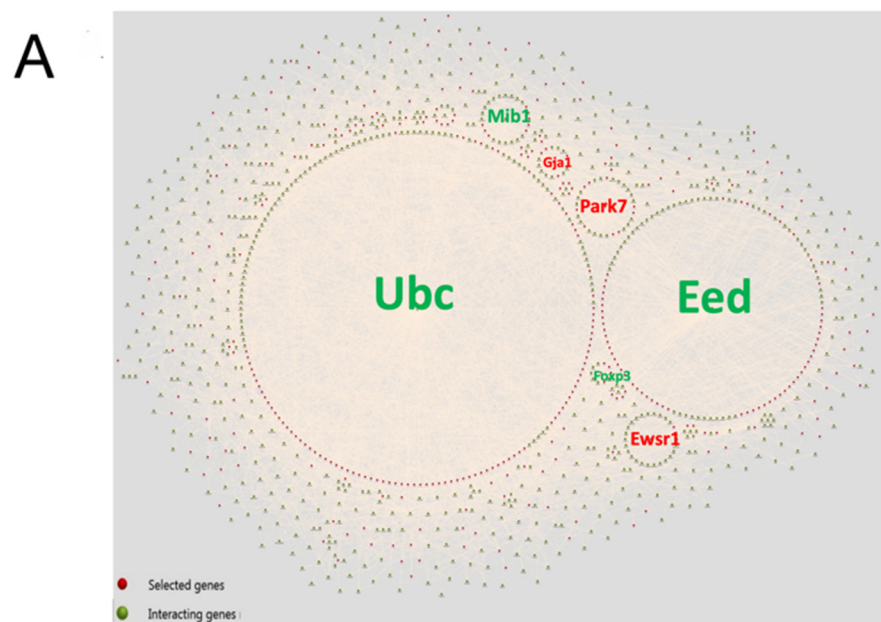 A
Mib1
Gja1
Park7
Ubc
Eed
Foxp3
Ewsr1
Selected genes
Interacting genes